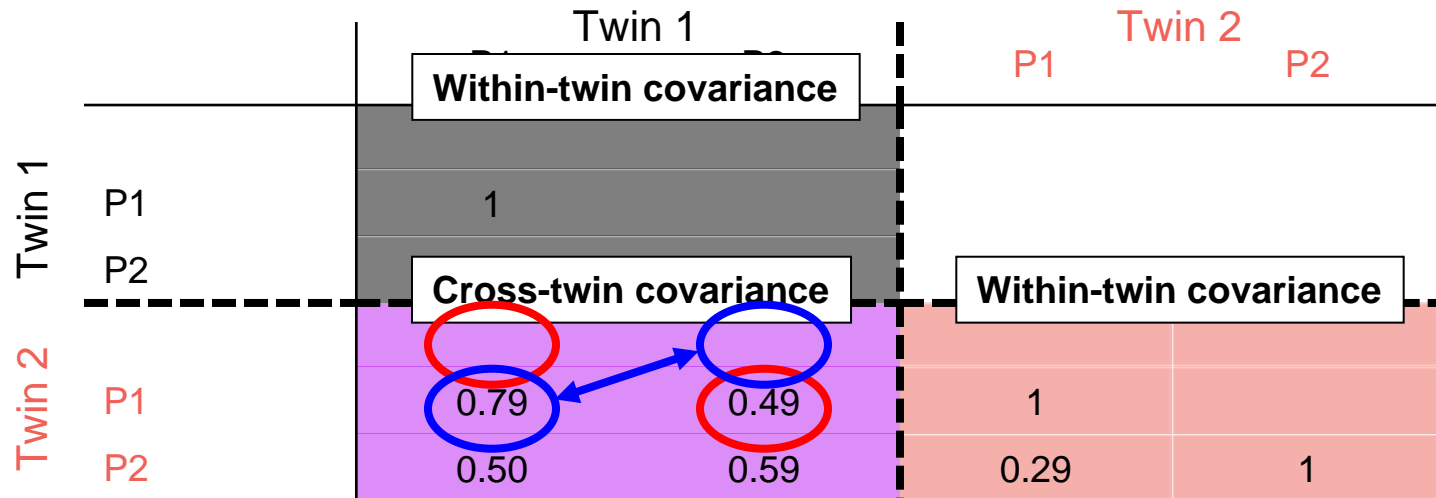 Twin 1 Twin 2
P1 P2
Within-twin covariance
Twin 1
P1 1
P2
Cross-twin covariance Within-twin covariance
Twin 2
P1 0.79 0.49 1
P2 0.50 0.59 0.29 1